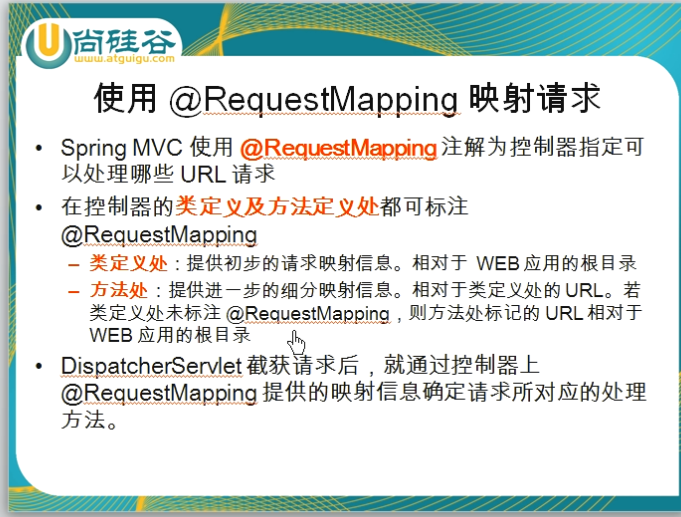 尚硅谷
www.atguigu.com
使用 @RequestMapping 映射请求
• Spring MVC 使用 @RequestMapping 注解为控制器指定可
以处理哪些 URL 请求
• 在控制器的类定义及方法定义处都可标注
@RequestMapping
– 类定义处：提供初步的请求映射信息。相对于 WEB 应用的根目录
– 方法处：提供进一步的细分映射信息。相对于类定义处的 URL。若
类定义处未标注 @RequestMapping，则方法处标记的 URL 相对于
WEB 应用的根目录
• DispatcherServlet 截获请求后，就通过控制器上
@RequestMapping 提供的映射信息确定请求所对应的处理
方法。